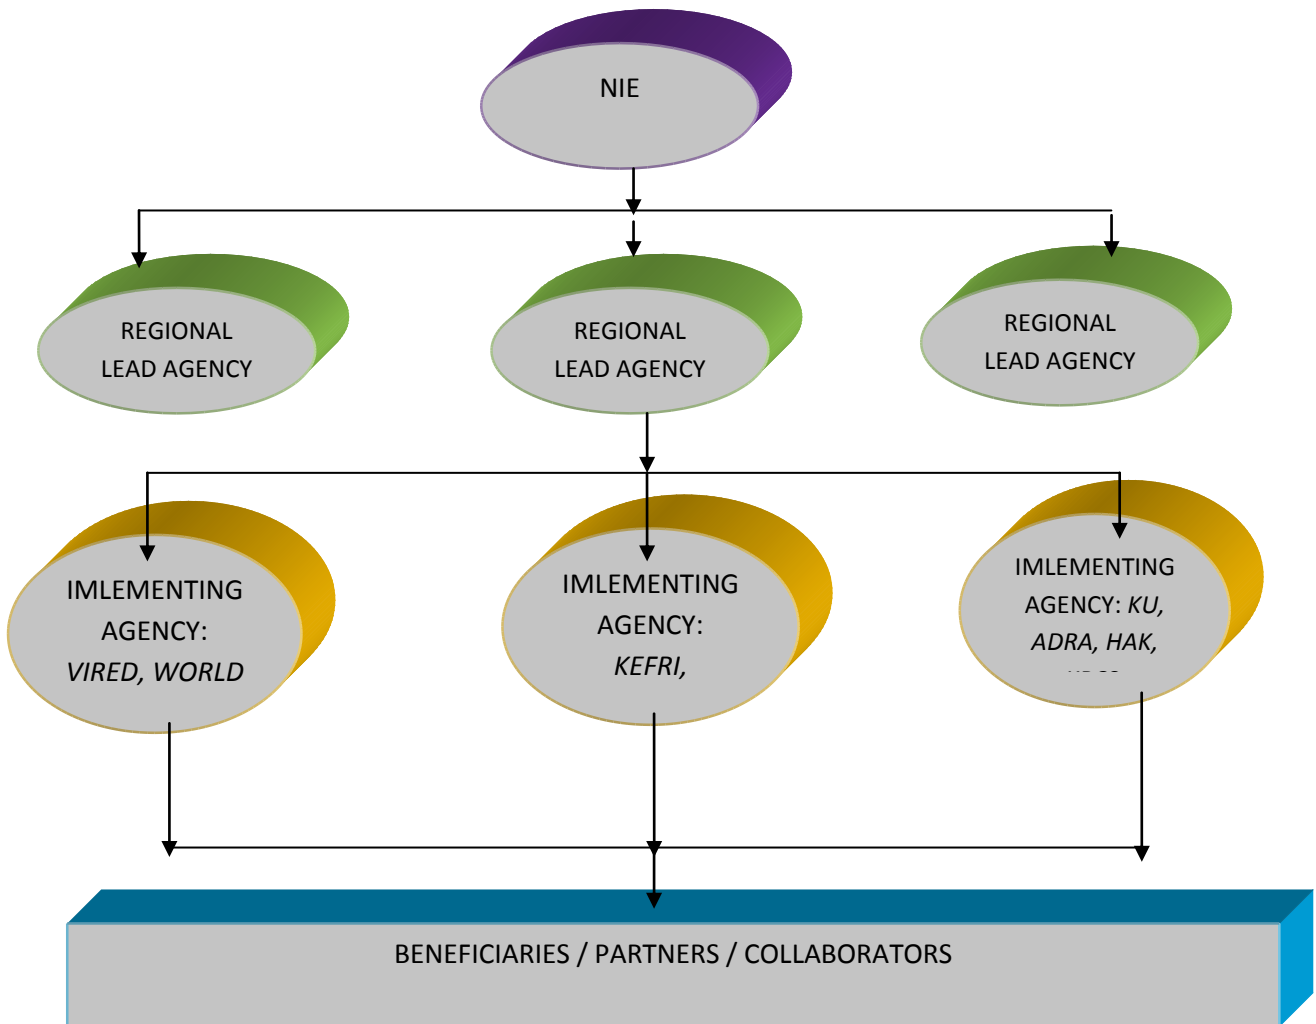 NIE
REGIONAL
LEAD AGENCY
REGIONAL
LEAD AGENCY
REGIONAL
LEAD AGENCY
IMLEMENTING
AGENCY:
VIRED, WORLD
IMLEMENTING
AGENCY:
KEFRI,
IMLEMENTING
AGENCY: KU,
ADRA, HAK,
BENEFICIARIES / PARTNERS / COLLABORATORS